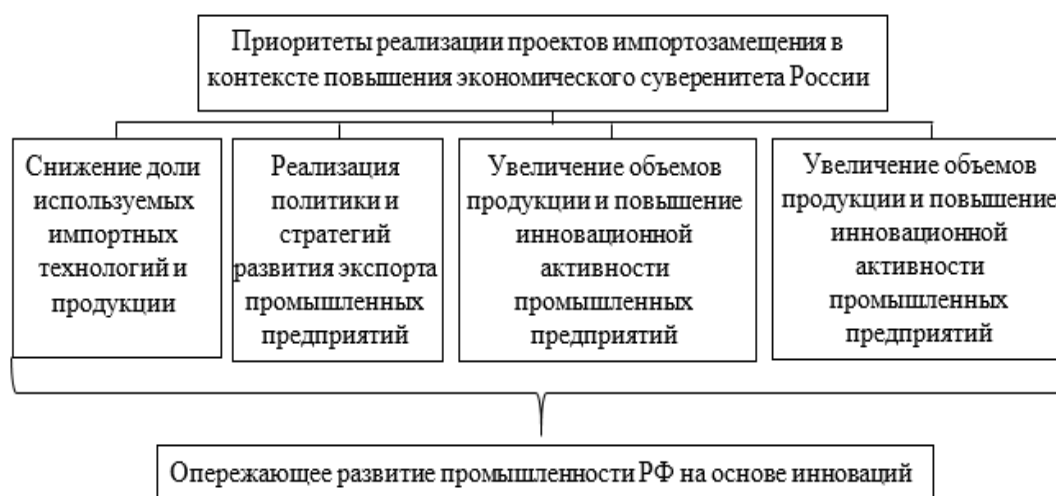 Приоритеты реализации проектов импортозамещения в
контексте повышения экономического суверенитета России
Снижение доли
используемых
импортных
технологий и
продукции
Реализация
политики и
стратегий
развития экспорта
промышленных
предприятий
Увеличение объемов
продукции и повышение
инновационной
активности
промышленных
предприятий
Увеличение объемов
продукции и повышение
инновационной
активности
промышленных
предприятий
Опережающее развитие промышленности РФ на основе инноваций